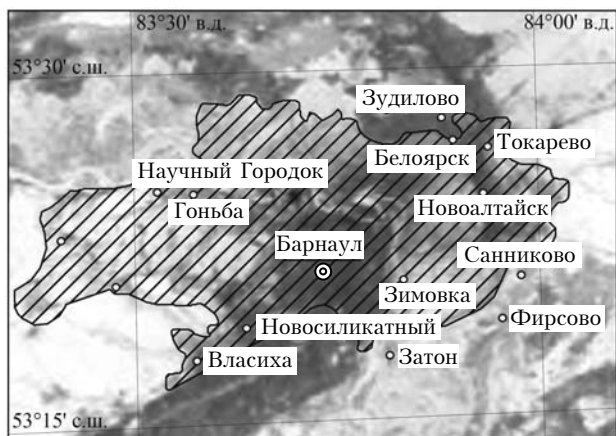 83°30' в.д.
84°00' в.д.
53°30' с.ш.
Зудилово
Белоярск
Токарево
Научный Городок
Гоньба
Новоалтайск
Барнаул
Санниково
Зимовка
Новосиликатный
Фирсово
Власиха
Затон
53°15' с.ш.